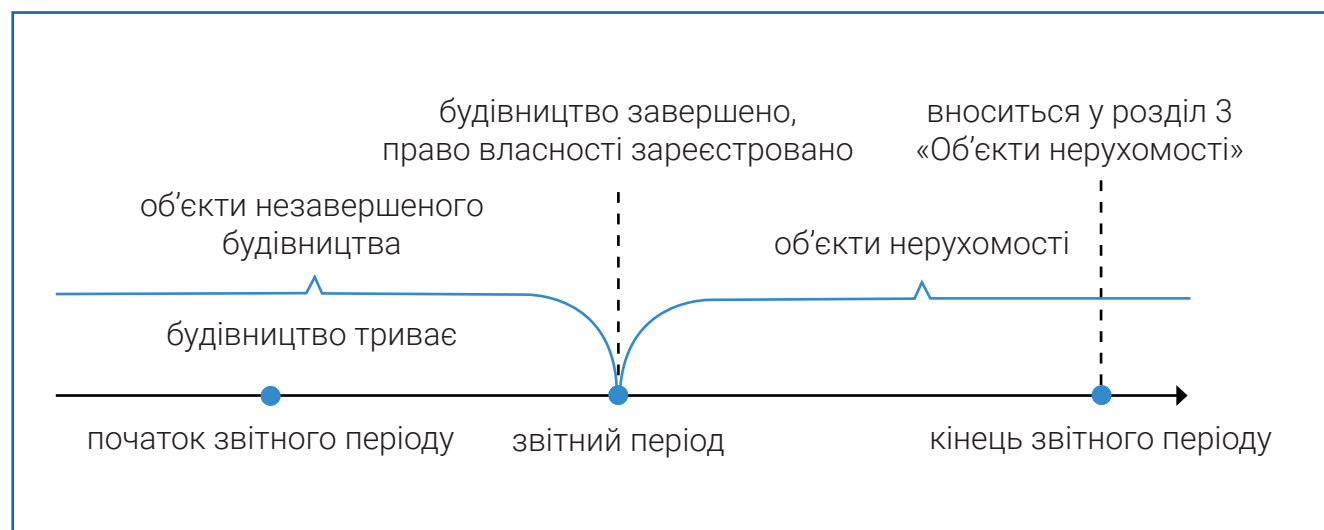 будівництво завершено,
право власності зареєстровано
вноситься у розділ 3
«Об’єкти нерухомості»
об’єкти незавершеного
будівництва
об’єкти нерухомості
будівництво триває
початок звітного періоду
звітний період
кінець звітного періоду